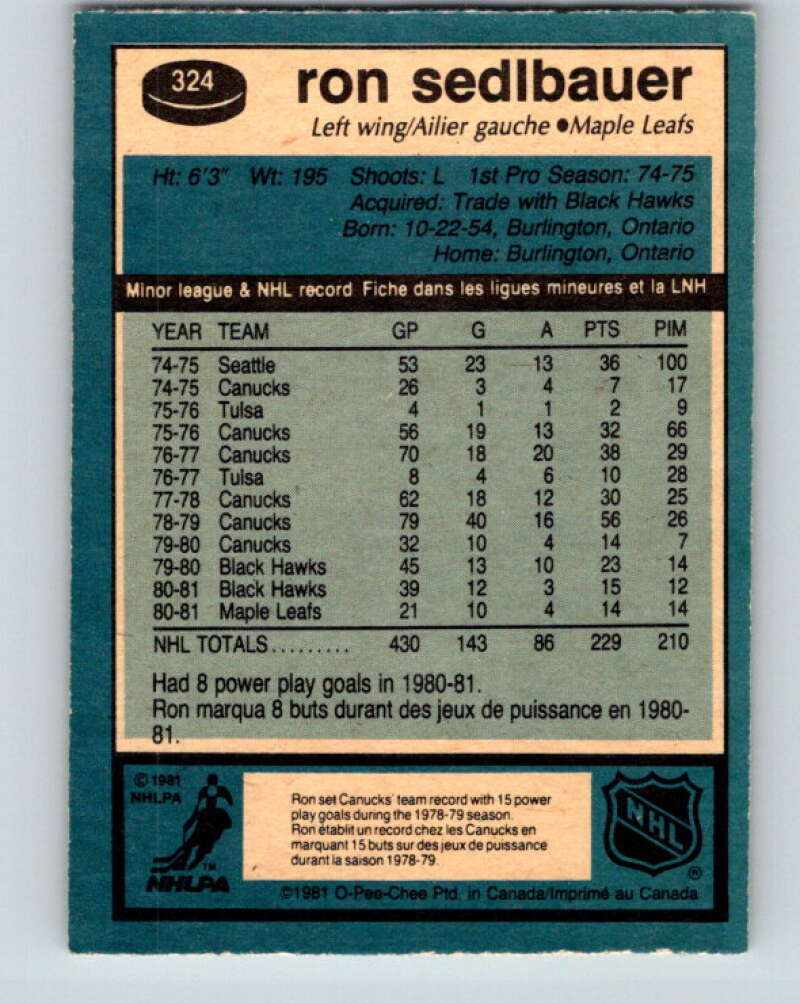 324
ron sedlbauer
Left wing/Ailier gauche ●Maple Leafs
Ht: 6'3" Wt: 195 Shoots: L 1st Pro Season: 74-75
Acquired: Trade with Black Hawks
Born: 10-22-54, Burlington, Ontario
Home: Burlington, Ontario
Minor league & NHL record Fiche dans les ligues mineures et la LNH
YEAR TEAM GP G A PTS PIM
74-75 Seattle 53 23 13 36 100
74-75 Canucks 26 3 4 7 17
75-76 Tulsa 4 1 1 2 9
75-76 Canucks 56 19 13 32 66
76-77 Canucks 70 18 20 38 29
76-77 Tulsa 8 4 6 10 28
77-78 Canucks 62 18 12 30 25
78-79 Canucks 79 40 16 56 26
79-80 Canucks 32 10 4 14 7
79-80 Black Hawks 45 13 10 23 14
80-81 Black Hawks 39 12 3 15 12
80-81 Maple Leafs 21 10 4 14 14
NHL TOTALS......... 430 143 86 229 210
Had 8 power play goals in 1980-81.
Ron marqua 8 buts durant des jeux de puissance en 1980-
81.
© 1981
NHLPA
TM
NHLPA
Ron set Canucks' team record with 15 power
play goals during the 1978-79 season.
Ron établit un record chez les Canucks en
marquant 15 buts sur des jeux de puissance
durant la saison 1978-79.
NHL
®
©1981 O-Pee-Chee Ptd. in Canada/Imprimé au Canada